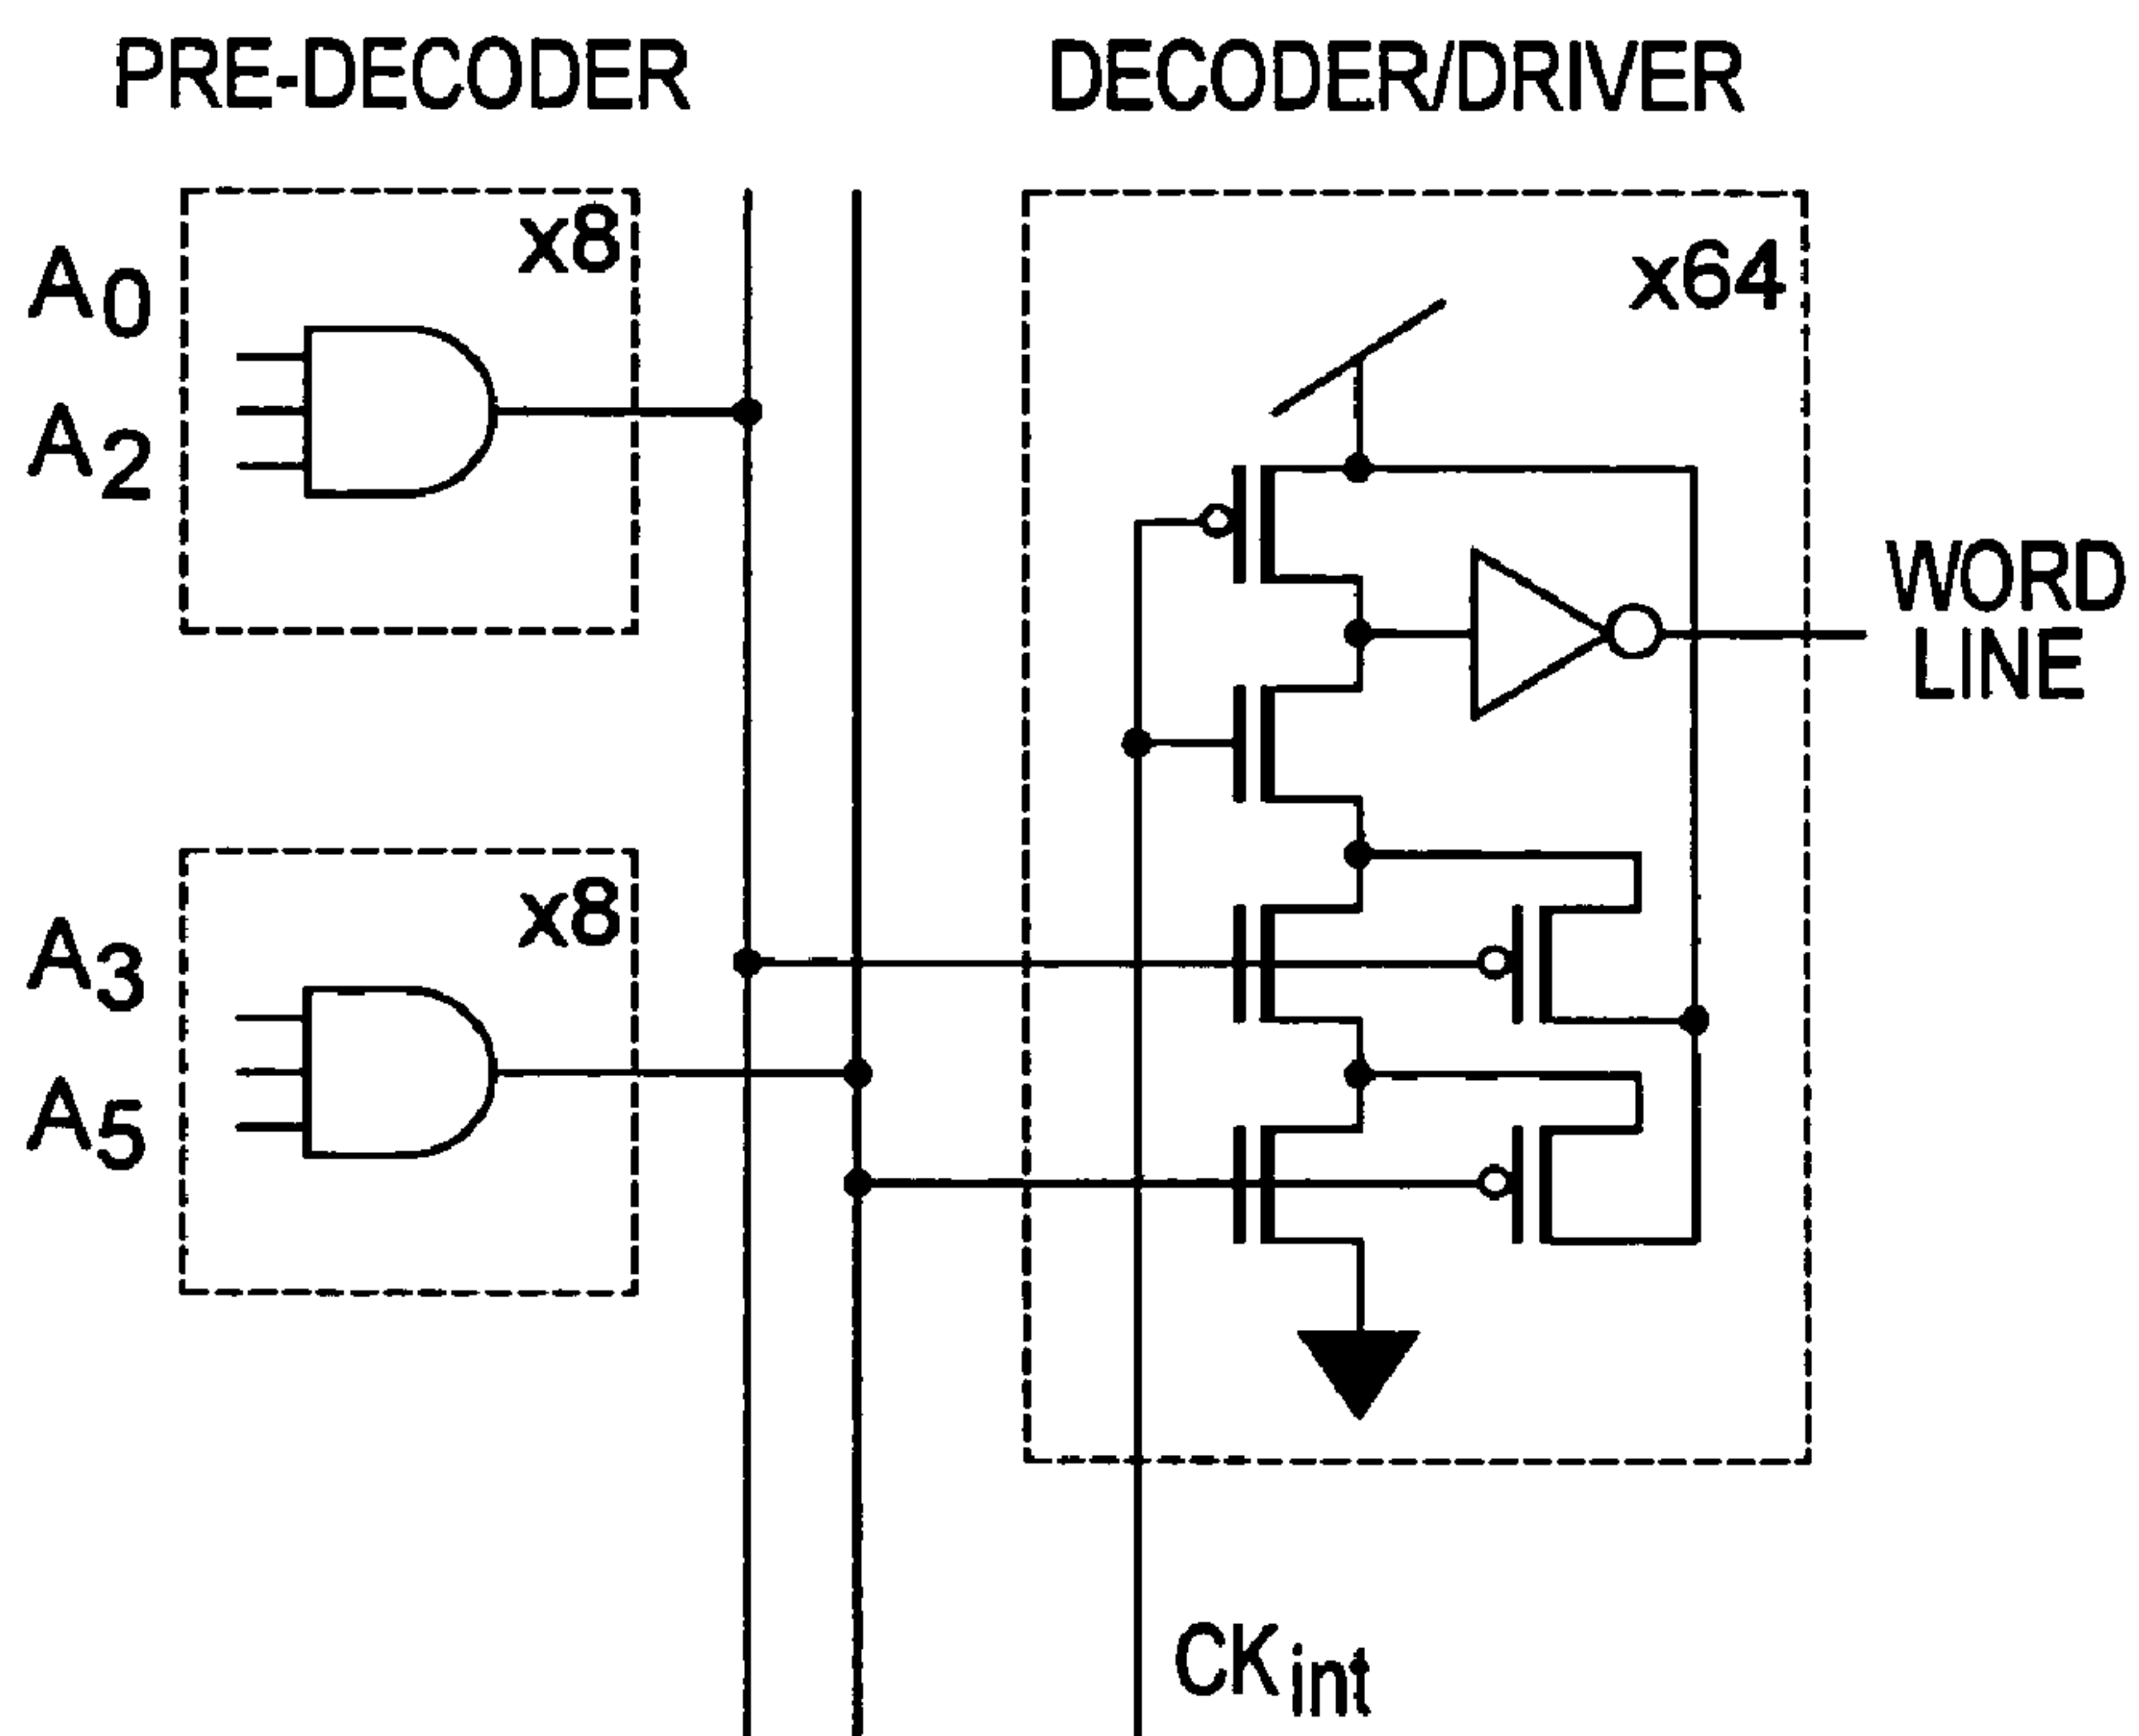 PRE-DECODER
DECODER/DRIVER
x8
A0
A2
x64
WORD
LINE
x8
A3
A5
CKint